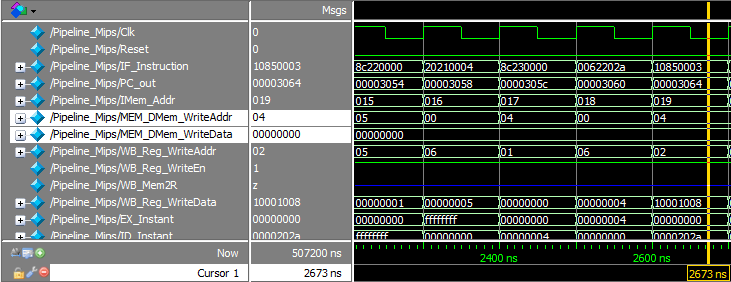 Msgs
/Pipeline_Mips/Clk 0
/Pipeline_Mips/Reset 0
/Pipeline_Mips/IF_Instruction 10850003 8c220000 20210004 8c230000 0062202a 10850003
/Pipeline_Mips/PC_out 00003064 00003054 00003058 0000305c 00003060 00003064
/Pipeline_Mips/IMem_Addr 019 015 016 017 018 019
/Pipeline_Mips/MEM_DMem_WriteAddr 04 05 00 04 00 04
/Pipeline_Mips/MEM_DMem_WriteData 00000000 00000000
/Pipeline_Mips/WB_Reg_WriteAddr 02 05 06 01 06 02
/Pipeline_Mips/WB_Reg_WriteEn 1
/Pipeline_Mips/WB_Mem2R z
/Pipeline_Mips/WB_Reg_WriteData 10001008 00000001 00000005 00000000 00000004 10001008
/Pipeline_Mips/EX_Instant 00000000 00000000 ffffffff 00000000 00000004 00000000
/Pipeline_Mips/ID_Instant 0000202a ffffffff 00000000 00000004 00000000 0000202a
Now 507200 ns 2400 ns 2600 ns
Cursor 1 2673 ns 2673 ns